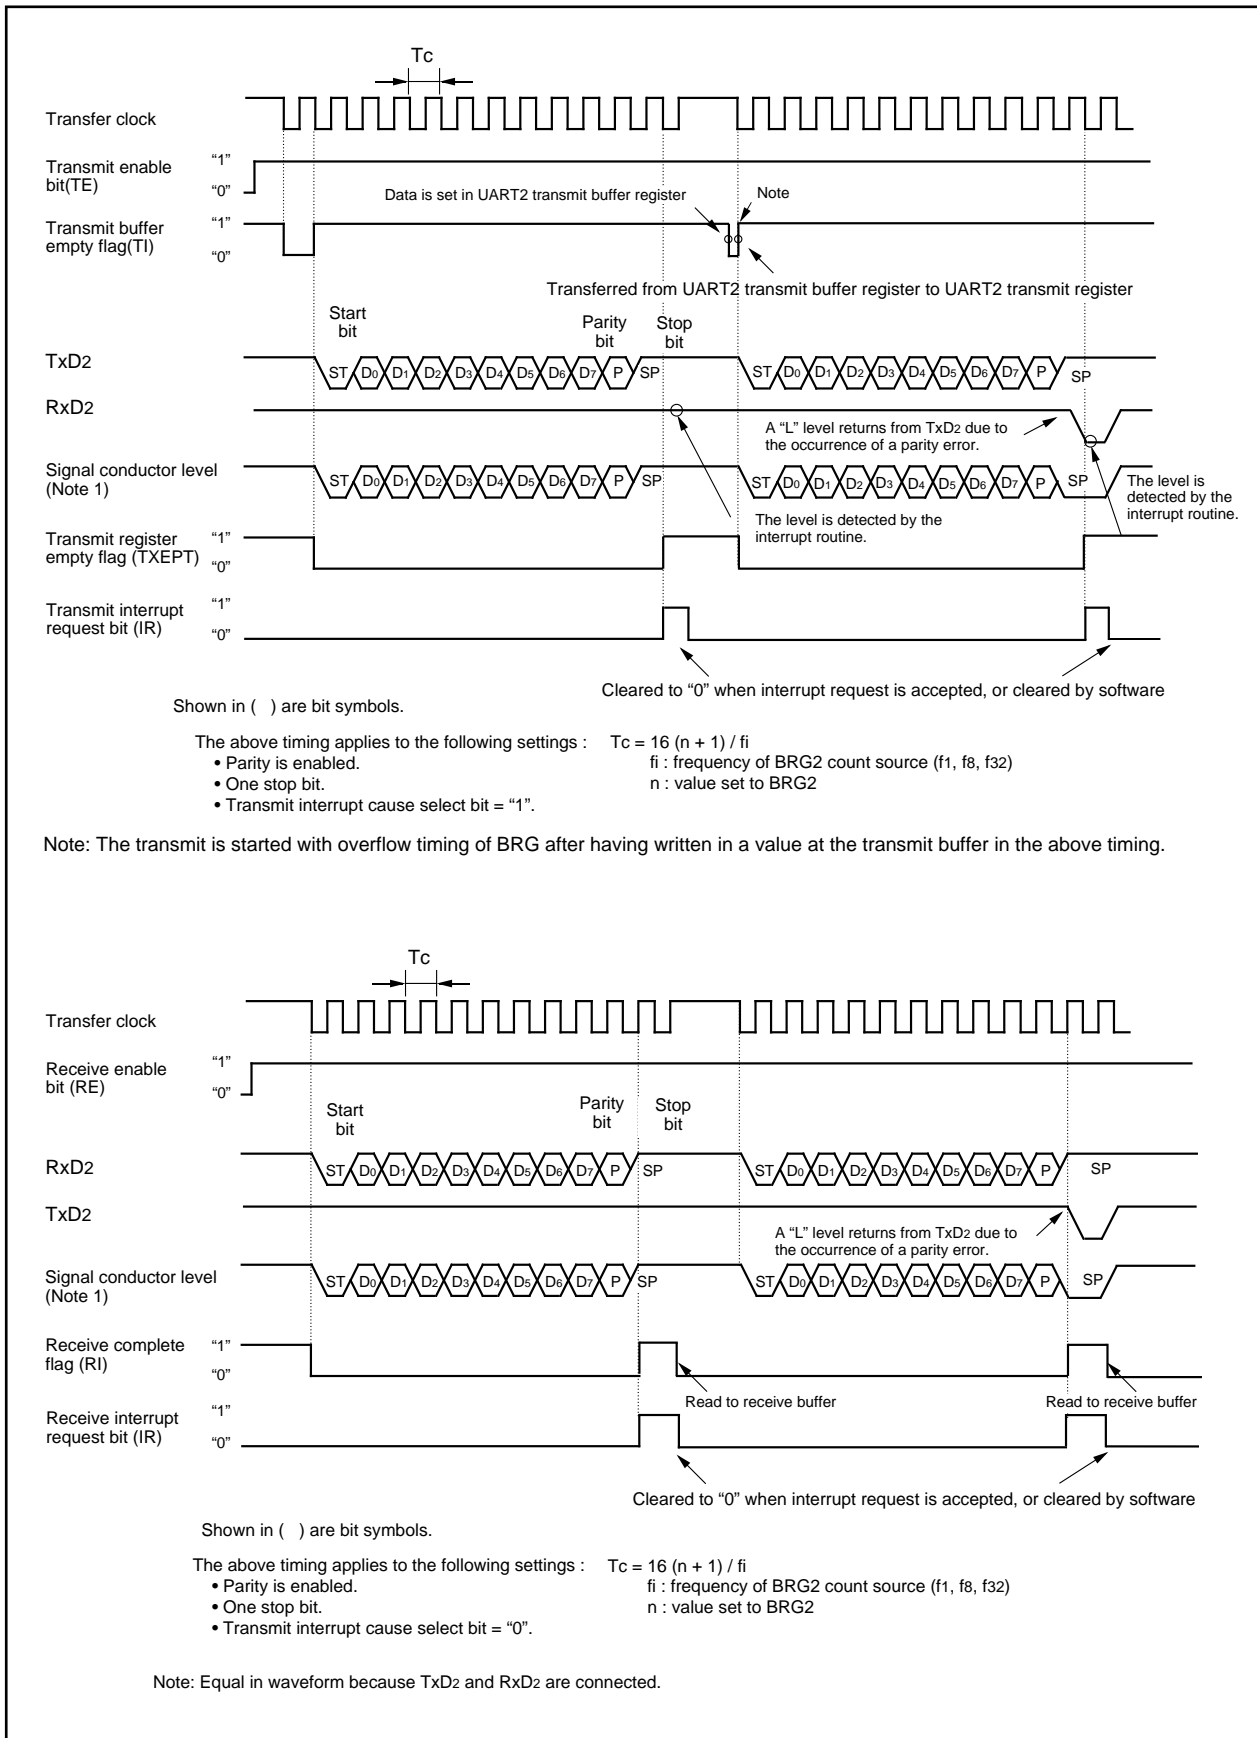 Tc
Transfer clock
Transmit enable
bit(TE)
“1”
“0”
Data is set in UART2 transmit buffer register
Note
Transmit buffer
empty flag(TI)
“1”
“0”
Transferred from UART2 transmit buffer register to UART2 transmit register
Start
bit
Parity
bit
Stop
bit
TxD2
ST D0 D1 D2 D3 D4 D5 D6 D7 P SP
ST D0 D1 D2 D3 D4 D5 D6 D7 P SP
RxD2
A “L” level returns from TxD2 due to
the occurrence of a parity error.
Signal conductor level
(Note 1)
ST D0 D1 D2 D3 D4 D5 D6 D7 P SP
ST D0 D1 D2 D3 D4 D5 D6 D7 P SP
The level is
detected by the
interrupt routine.
The level is detected by the
interrupt routine.
Transmit register
empty flag (TXEPT)
“1”
“0”
Transmit interrupt
request bit (IR)
“1”
“0”
Cleared to “0” when interrupt request is accepted, or cleared by software
Shown in ( ) are bit symbols.
The above timing applies to the following settings :
• Parity is enabled.
• One stop bit.
• Transmit interrupt cause select bit = “1”.
Tc = 16 (n + 1) / fi
fi : frequency of BRG2 count source (f1, f8, f32)
n : value set to BRG2
Note: The transmit is started with overflow timing of BRG after having written in a value at the transmit buffer in the above timing.
Tc
Transfer clock
Receive enable
bit (RE)
“1”
“0”
Start
bit
Parity
bit
Stop
bit
RxD2
ST D0 D1 D2 D3 D4 D5 D6 D7 P SP
ST D0 D1 D2 D3 D4 D5 D6 D7 P SP
TxD2
A “L” level returns from TxD2 due to
the occurrence of a parity error.
Signal conductor level
(Note 1)
ST D0 D1 D2 D3 D4 D5 D6 D7 P SP
ST D0 D1 D2 D3 D4 D5 D6 D7 P SP
Receive complete
flag (RI)
“1”
“0”
Read to receive buffer
Read to receive buffer
Receive interrupt
request bit (IR)
“1”
“0”
Cleared to “0” when interrupt request is accepted, or cleared by software
Shown in ( ) are bit symbols.
The above timing applies to the following settings :
• Parity is enabled.
• One stop bit.
• Transmit interrupt cause select bit = “0”.
Tc = 16 (n + 1) / fi
fi : frequency of BRG2 count source (f1, f8, f32)
n : value set to BRG2
Note: Equal in waveform because TxD2 and RxD2 are connected.